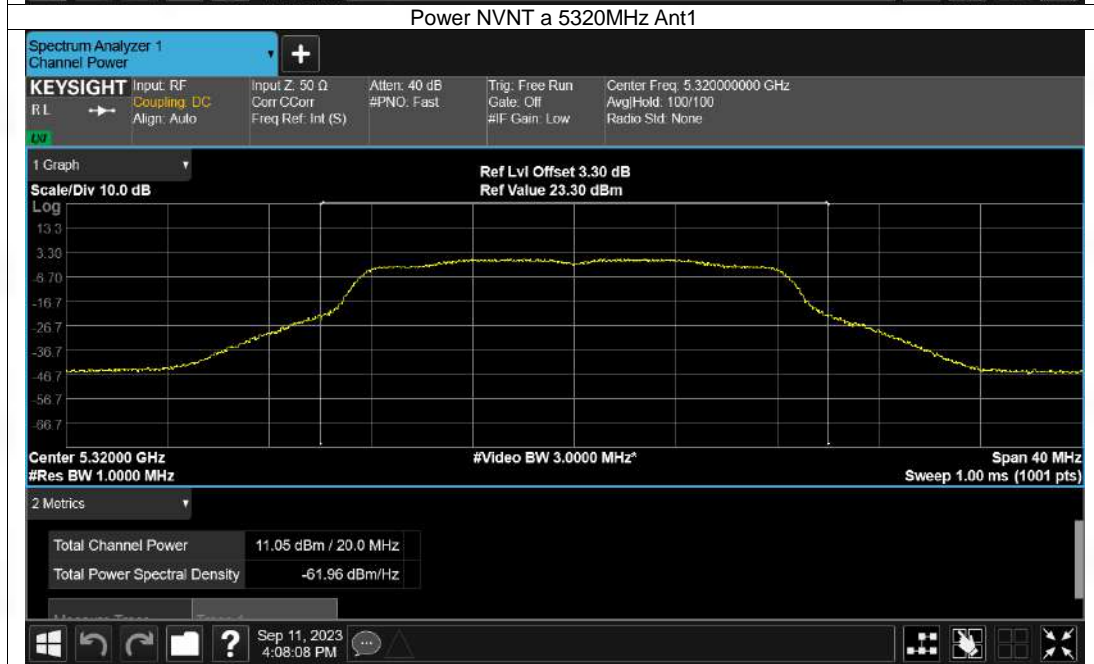 Power NVNT a 5320MHz Ant1
Spectrum Analyzer 1
Channel Power
+
KEYSIGHT Input: RF Input Z: 50 Ω Atten: 40 dB Trig: Free Run Center Freq: 5.320000000 GHz
RL Coupling: DC Corr CCorr #PNO: Fast Gate: Off Avg|Hold: 100/100
Align: Auto Freq Ref: Int (S) #IF Gain: Low Radio Std: None
LXI
1 Graph
Ref Lvl Offset 3.30 dB
Scale/Div 10.0 dB Ref Value 23.30 dBm
Log
13.3
3.30
-6.70
-16.7
-26.7
-36.7
-46.7
-56.7
-66.7
Center 5.32000 GHz #Video BW 3.0000 MHz* Span 40 MHz
#Res BW 1.0000 MHz Sweep 1.00 ms (1001 pts)
2 Metrics
Total Channel Power 11.05 dBm / 20.0 MHz
Total Power Spectral Density -61.96 dBm/Hz
? Sep 11, 2023
4:08:08 PM